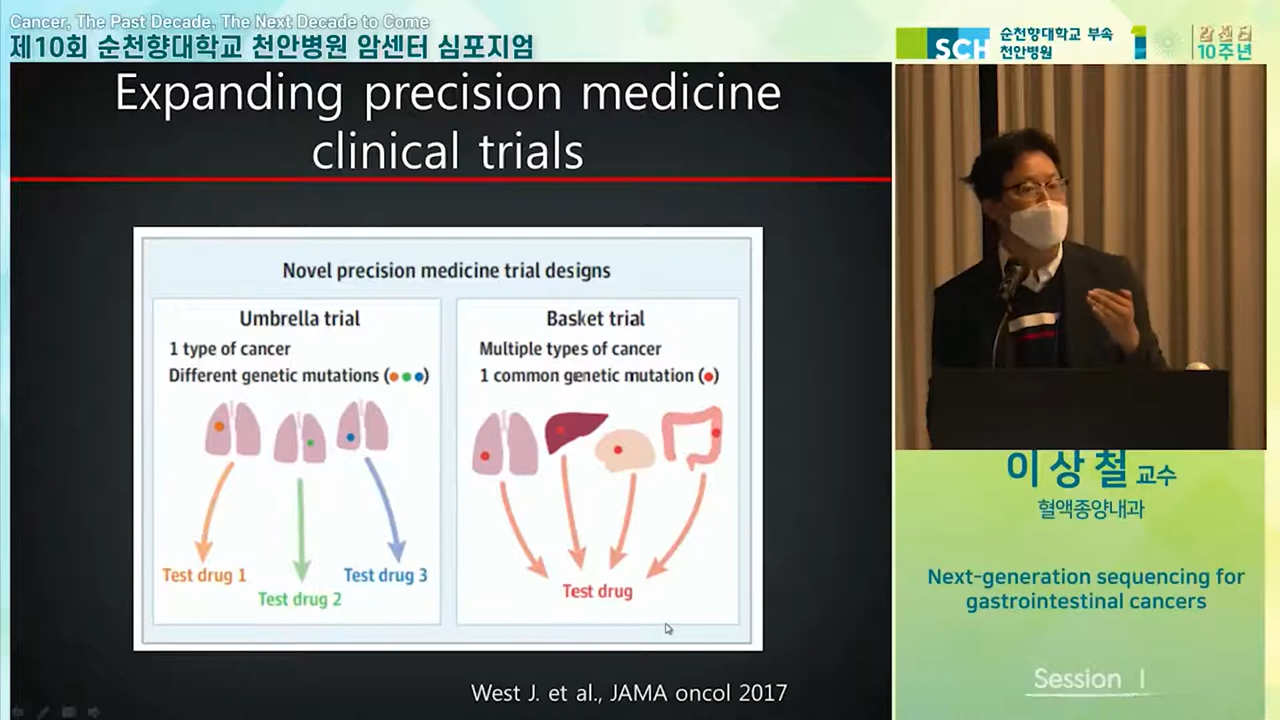 Cancer, The Past Decade, The Next Decade to Come
제10회 순천향대학교 천안병원 암센터 심포지엄
SCH
순천향대학교 부속
천안병원
1
암센터
10주년
Expanding precision medicine
clinical trials
Novel precision medicine trial designs
Umbrella trial
1 type of cancer
Different genetic mutations (●●●)
Test drug 1
Test drug 2
Test drug 3
Basket trial
Multiple types of cancer
1 common genetic mutation (●)
Test drug
West J. et al., JAMA oncol 2017
이상철 교수
혈액종양내과
Next-generation sequencing for
gastrointestinal cancers
Session I